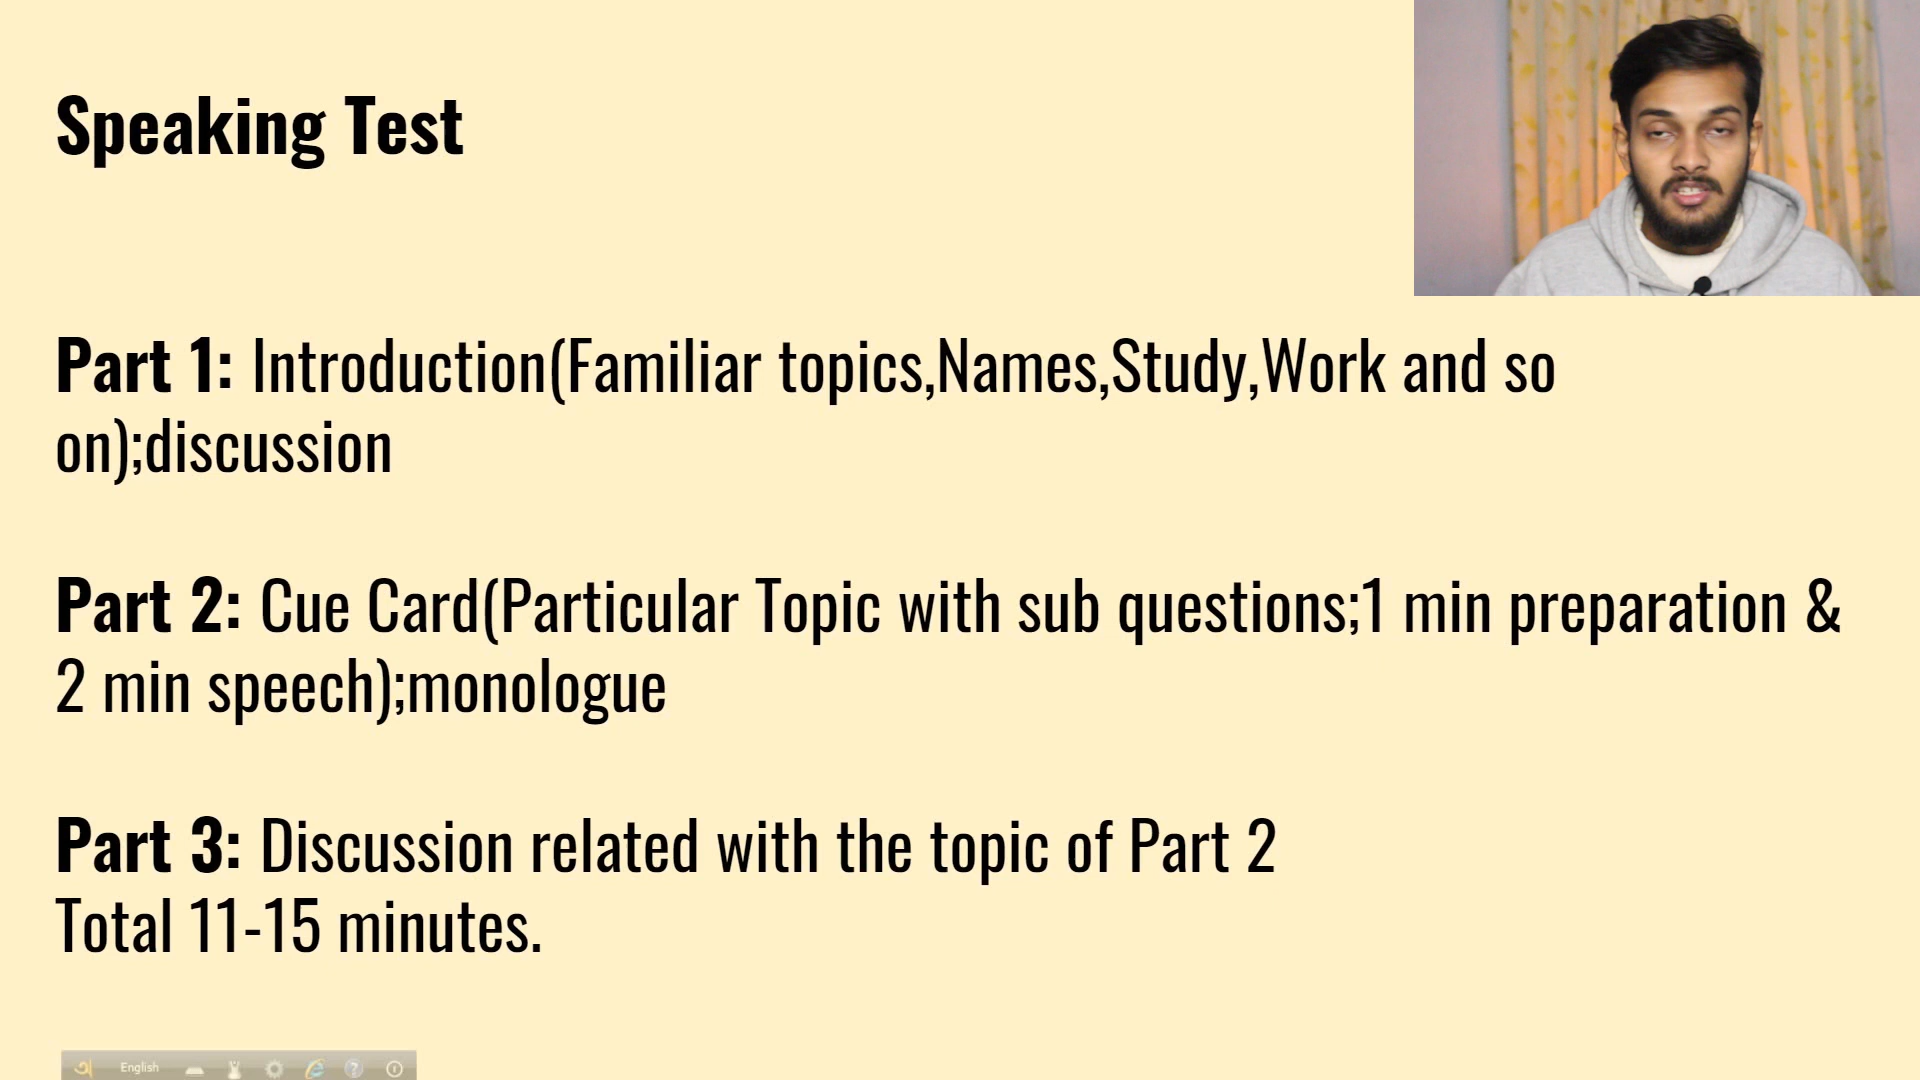 Speaking Test
Part 1: Introduction(Familiar topics,Names,Study,Work and so
on);discussion
Part 2: Cue Card(Particular Topic with sub questions;1 min preparation &
2 min speech);monologue
Part 3: Discussion related with the topic of Part 2
Total 11-15 minutes.
অ English